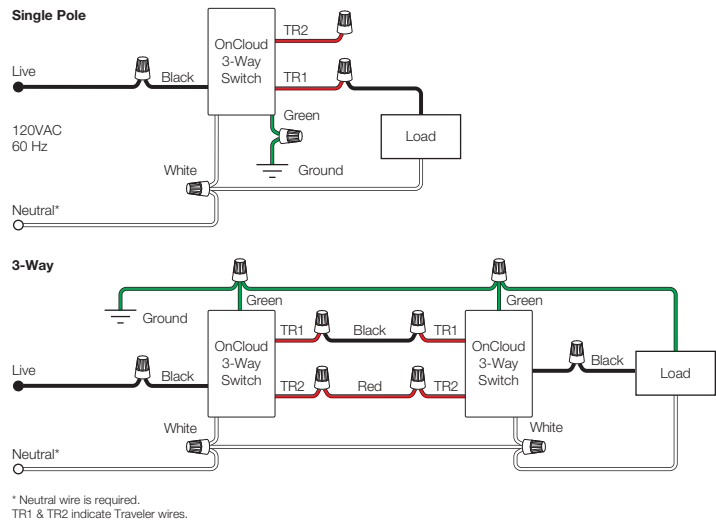 Single Pole
TR2
OnCloud
3-Way
Switch
Live
Black
TR1
Green
120VAC
60 Hz
Load
White
Ground
Neutral*
3-Way
Green
Green
Ground
TR1
Black
TR1
OnCloud
3-Way
Switch
OnCloud
3-Way
Switch
Live
Black
Black
Load
TR2
Red
TR2
White
White
Neutral*
* Neutral wire is required.
TR1 & TR2 indicate Traveler wires.